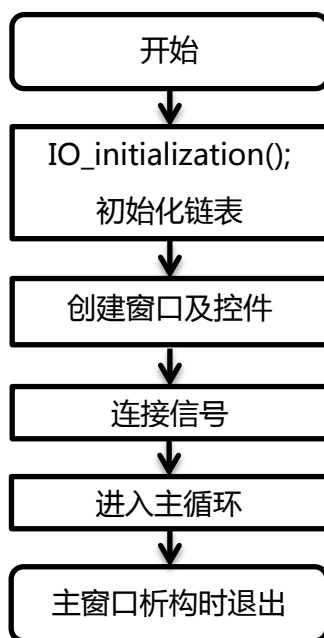 开始
IO_initialization();
初始化链表
创建窗口及控件
连接信号
进入主循环
主窗口析构时退出